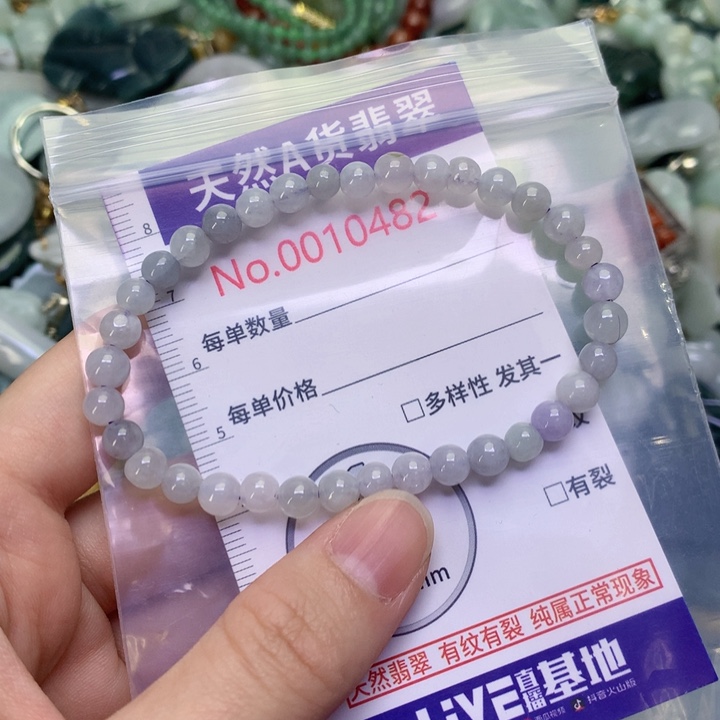 天然A货翡翠
No.0010482
8
7
6
5
每单数量
每单价格
□多样性 发其一
□有裂
天然翡翠 有纹有裂 纯属正常现象
LiVE直播基地
抖音火山版